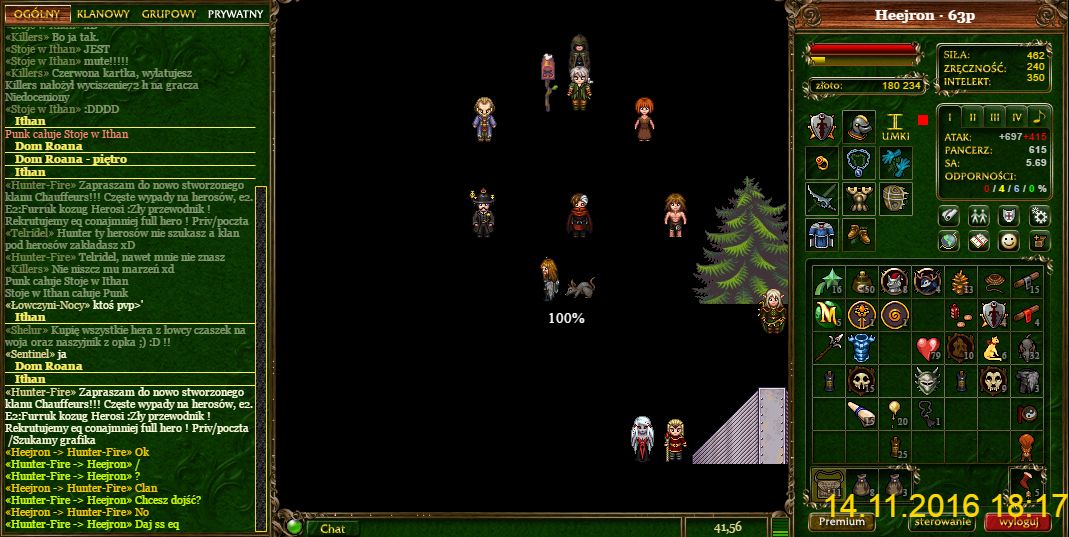 OGÓLNY KLANOWY GRUPOWY PRYWATNY
«Killers» Bo ja tak.
«Stoje w Ithan» JEST
«Stoje w Ithan» mute!!!!!
«Killers» Czerwona kartka, wylatujesz
Killers nałożył wyciszenie72 h na gracza
Niedoceniony
«Stoje w Ithan» :DDDD
Ithan
Punk całuje Stoje w Ithan
Dom Roana
Dom Roana - piętro
Ithan
«Hunter-Fire» Zapraszam do nowo stworzonego
klanu Chauffeurs!!! Częste wypady na herosów, e2.
E2:Furruk kozug Herosi :Zły przewodnik !
Rekrutujemy eq conajmniej full hero ! Priv/poczta
«Telridel» Hunter ty herosów nie szukasz a klan
pod herosów zakładasz xD
«Hunter-Fire» Telridel, nawet mnie nie znasz
«Killers» Nie niszcz mu marzeń xd
Punk całuje Stoje w Ithan
Stoje w Ithan całuje Punk
«Łowczyni-Nocy» ktoś pvp>'
Ithan
«Shelur» Kupię wszystkie hera z łowcy czaszek na
woja oraz naszyjnik z opka ;) :D !!
«Sentinel» ja
Dom Roana
Ithan
«Hunter-Fire» Zapraszam do nowo stworzonego
klanu Chauffeurs!!! Częste wypady na herosów, e2.
E2:Furruk kozug Herosi :Zły przewodnik !
Rekrutujemy eq conajmniej full hero ! Priv/poczta
/Szukamy grafika
«Heejron -> Hunter-Fire» Ok
«Hunter-Fire -> Heejron» /
«Hunter-Fire -> Heejron» ?
«Heejron -> Hunter-Fire» Clan
«Hunter-Fire -> Heejron» Chcesz dojść?
«Heejron -> Hunter-Fire» No
«Hunter-Fire -> Heejron» Daj ss eq
100%
Chat
41,56
Heejron - 63p
złoto: 180 234
SIŁA: 462
ZRĘCZNOŚĆ: 240
INTELEKT: 350
UMKI
I II III IV
ATAK: +697+415
PANCERZ: 615
SA: 5.69
ODPORNOŚCI:
0 / 4 / 6 / 0 %
14.11.2016 18:17
Premium sterowanie wyloguj